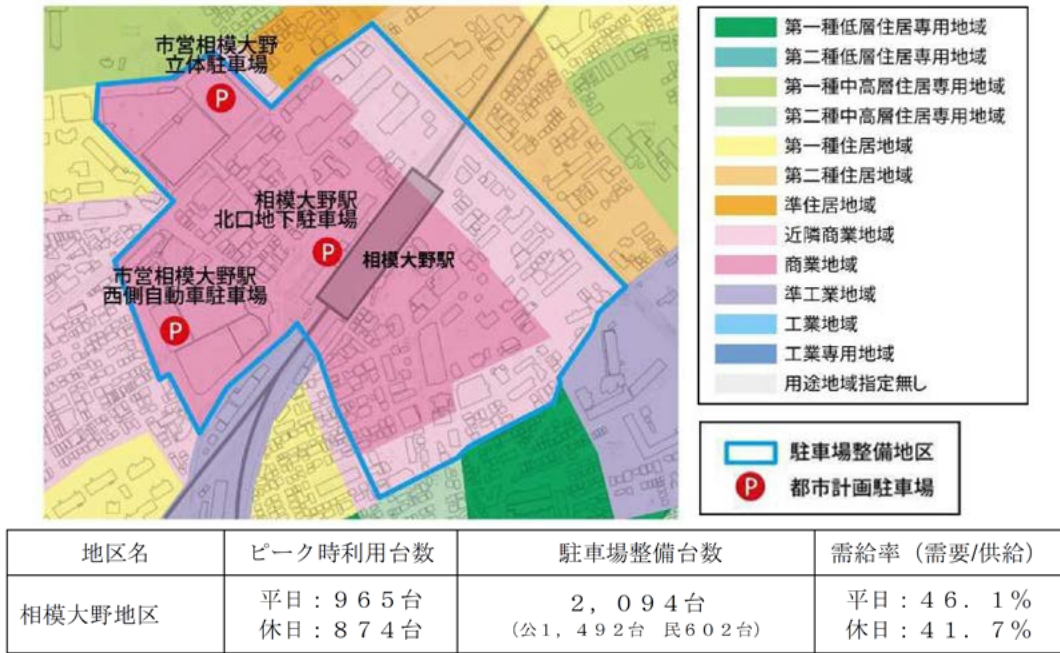 市営相模大野
立体駐車場
P
相模大野駅
北口地下駐車場
P
相模大野駅
市営相模大野駅
西側自動車駐車場
P
第一種低層住居専用地域
第二種低層住居専用地域
第一種中高層住居専用地域
第二種中高層住居専用地域
第一種住居地域
第二種住居地域
準住居地域
近隣商業地域
商業地域
準工業地域
工業地域
工業専用地域
用途地域指定無し
駐車場整備地区
P 都市計画駐車場
地区名 ピーク時利用台数 駐車場整備台数 需給率（需要/供給）
相模大野地区
平日：９６５台
休日：８７４台
２，０９４台
（公１，４９２台　民６０２台）
平日：４６．１％
休日：４１．７％